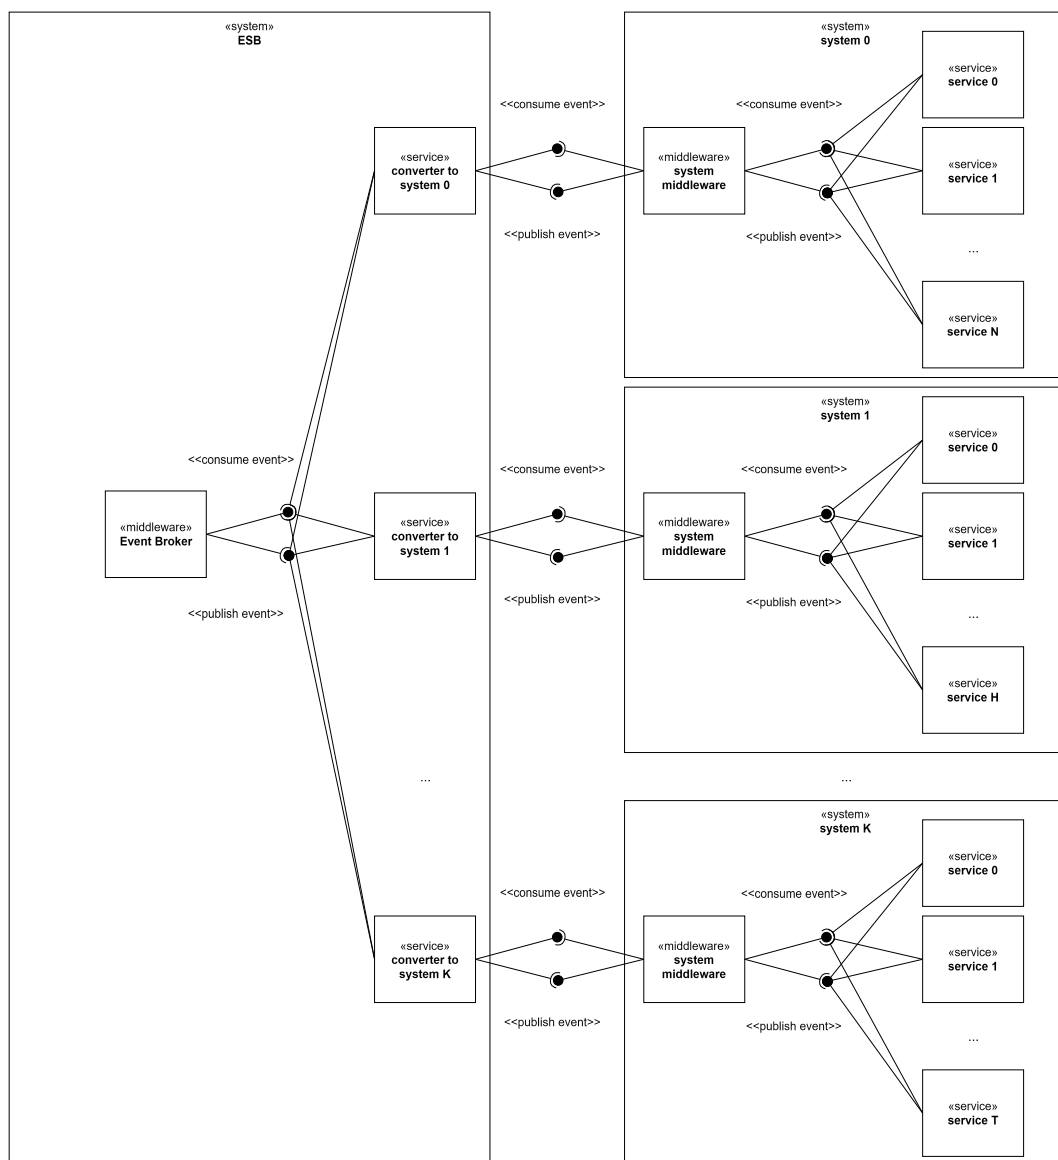 «system»
ESB
«service»
converter to
system 0
<<consume event>>
<<publish event>>
«system»
system 0
<<consume event>>
«middleware»
system
middleware
<<publish event>>
«service»
service 0
«service»
service 1
...
«service»
service N
<<consume event>>
«middleware»
Event Broker
<<publish event>>
«service»
converter to
system 1
<<consume event>>
<<publish event>>
«system»
system 1
<<consume event>>
«middleware»
system
middleware
<<publish event>>
«service»
service 0
«service»
service 1
...
«service»
service H
...
...
«service»
converter to
system K
<<consume event>>
<<publish event>>
«system»
system K
<<consume event>>
«middleware»
system
middleware
<<publish event>>
«service»
service 0
«service»
service 1
...
«service»
service T